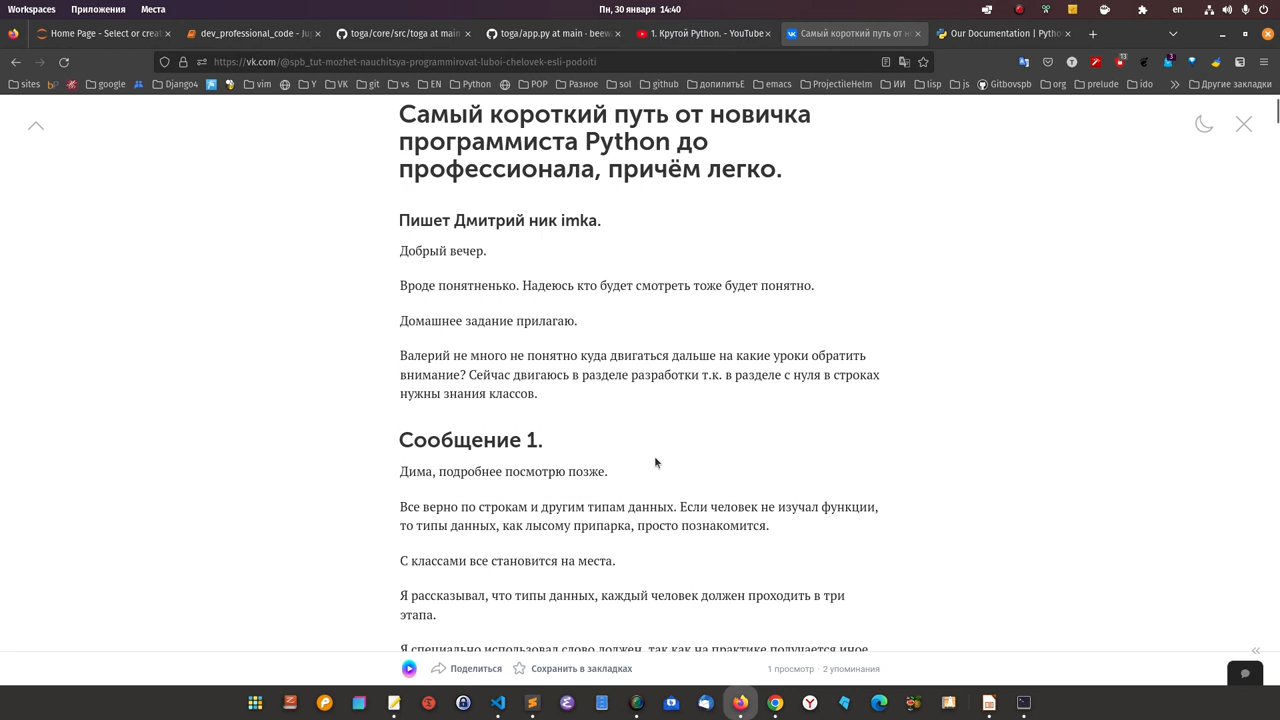 Workspaces Приложения Места Пн, 30 января 14:40 en
Home Page - Select or creat dev_professional_code - Ju toga/core/src/toga at main toga/app.py at main · beew 1. Крутой Python. - YouTube Самый короткий путь от но Our Documentation | Pytho
https://vk.com/@spb_tut-mozhet-nauchitsya-programmirovat-luboi-chelovek-esli-podoiti
sites bg google Django4 vim Y VK git vs EN Python POP Разное sol github допилитьЕ emacs ProjectileHelm ИИ lisp js Gitbovspb org prelude ido Другие закладки
Самый короткий путь от новичка
программиста Python до
профессионала, причём легко.
Пишет Дмитрий ник imka.
Добрый вечер.
Вроде понятненько. Надеюсь кто будет смотреть тоже будет понятно.
Домашнее задание прилагаю.
Валерий не много не понятно куда двигаться дальше на какие уроки обратить
внимание? Сейчас двигаюсь в разделе разработки т.к. в разделе с нуля в строках
нужны знания классов.
Сообщение 1.
Дима, подробнее посмотрю позже.
Все верно по строкам и другим типам данных. Если человек не изучал функции,
то типы данных, как лысому припарка, просто познакомится.
С классами все становится на места.
Я рассказывал, что типы данных, каждый человек должен проходить в три
этапа.
Я специально использовал слово должен, так как на практике получается иное
Поделиться Сохранить в закладках 1 просмотр · 2 упоминания